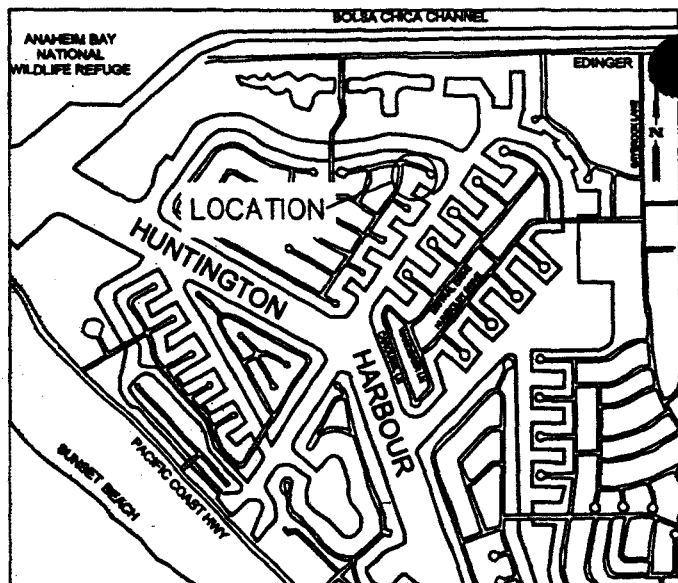 BOLSA CHICA CHANNEL
ANAHEIM BAY
NATIONAL
WILDLIFE REFUGE
EDINGER
N
LOCATION
HUNTINGTON
HARBOUR
PACIFIC COAST HWY
SUNSET BEACH